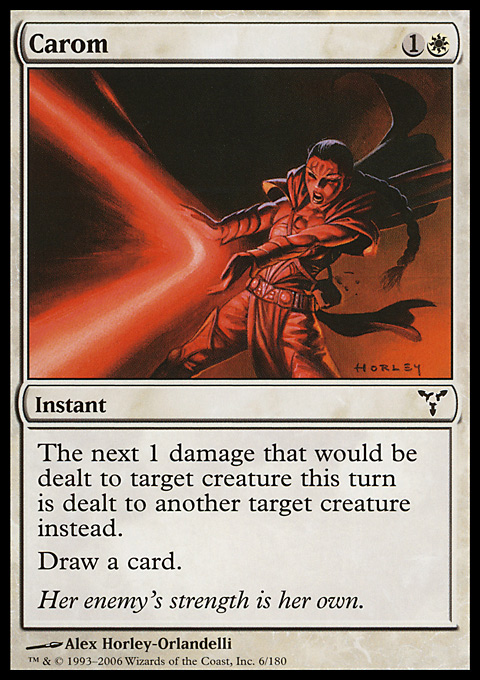 Carom 1
HORLEY
Instant
The next 1 damage that would be
dealt to target creature this turn
is dealt to another target creature
instead.
Draw a card.
Her enemy's strength is her own.
Alex Horley-Orlandelli
™ & © 1993–2006 Wizards of the Coast, Inc. 6/180